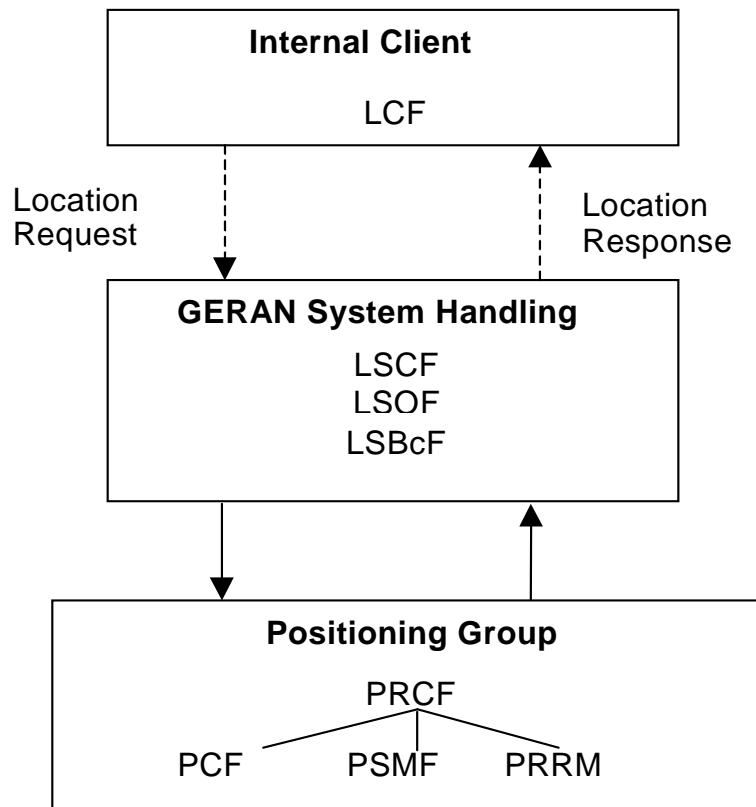 Internal Client
LCF
Location
Request
Location
Response
GERAN System Handling
LSCF
LSOF
LSBcF
Positioning Group
PRCF
PCF PSMF PRRM